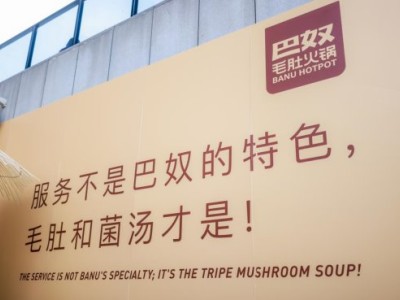 巴奴
毛肚火锅
BANU HOTPOT
服务不是巴奴的特色，
毛肚和菌汤才是！
THE SERVICE IS NOT BANU'S SPECIALTY; IT'S THE TRIPE MUSHROOM SOUP!